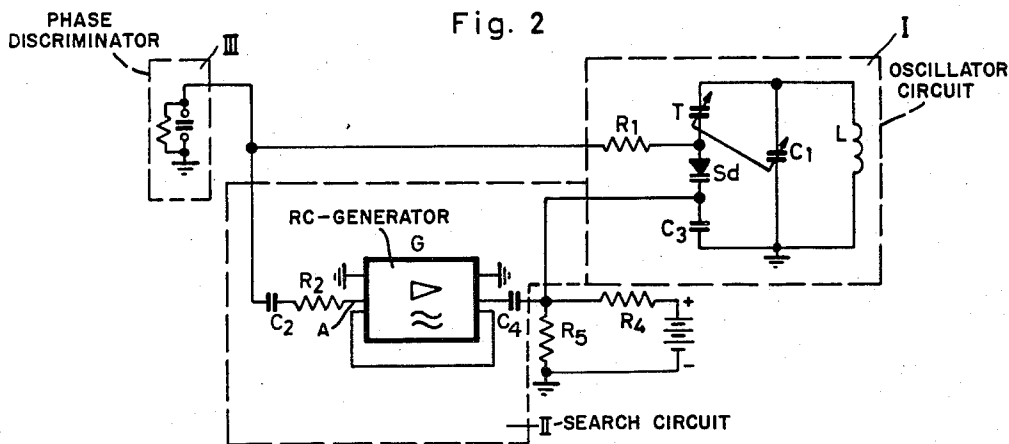 Fig. 2
PHASE
DISCRIMINATOR
III
I
OSCILLATOR
CIRCUIT
T
R1
L
C1
Sd
C3
RC-GENERATOR
G
R2
C2
A
C4
R4
+
-
R5
II-SEARCH CIRCUIT